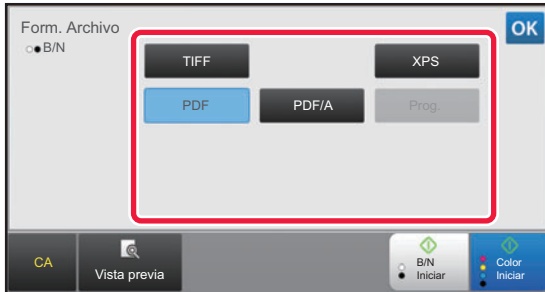 Form. Archivo
B/N
OK
TIFF
XPS
PDF
PDF/A
Prog.
CA
Vista previa
B/N
Iniciar
Color
Iniciar